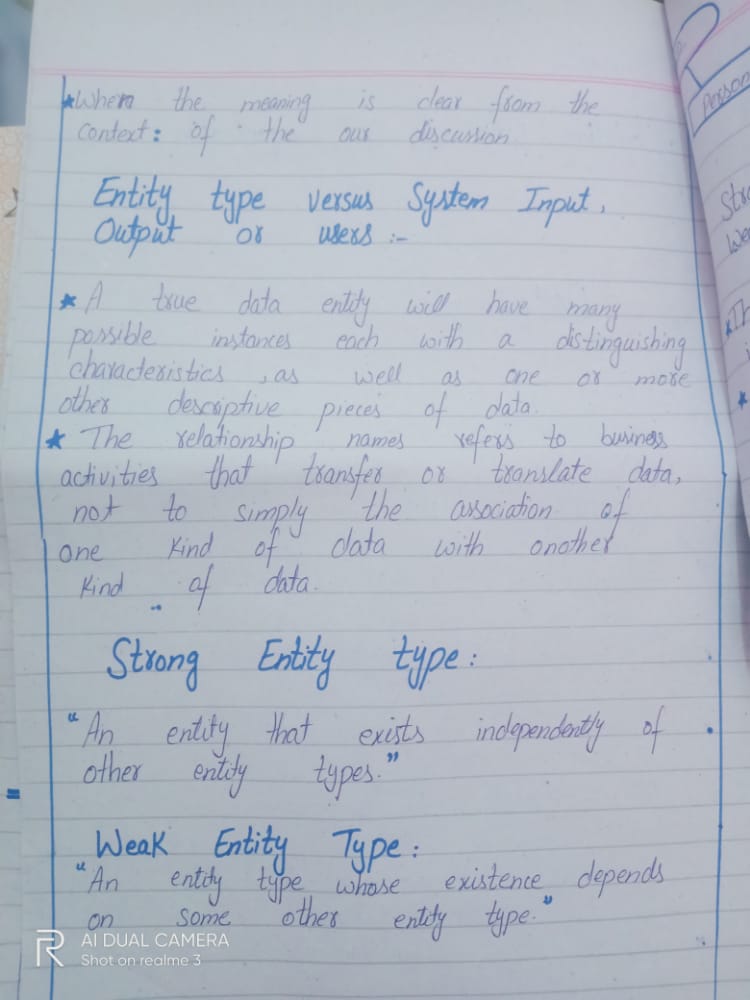 ★ When the meaning is clear from the
context: of the our discussion
Entity type versus System Input,
Output or users :-
★ A true data entity will have many
possible instances each with a distinguishing
characteristics, as well as one or more
other descriptive pieces of data.
★ The relationship names refers to business
activities that transfer or translate data,
not to simply the association of
one kind of data with onother
kind of data.
Strong Entity type:
"An entity that exists independently of
other entity types."
Weak Entity Type:
"An entity type whose existence depends
on some other entity type."
Person
AI DUAL CAMERA
Shot on realme 3